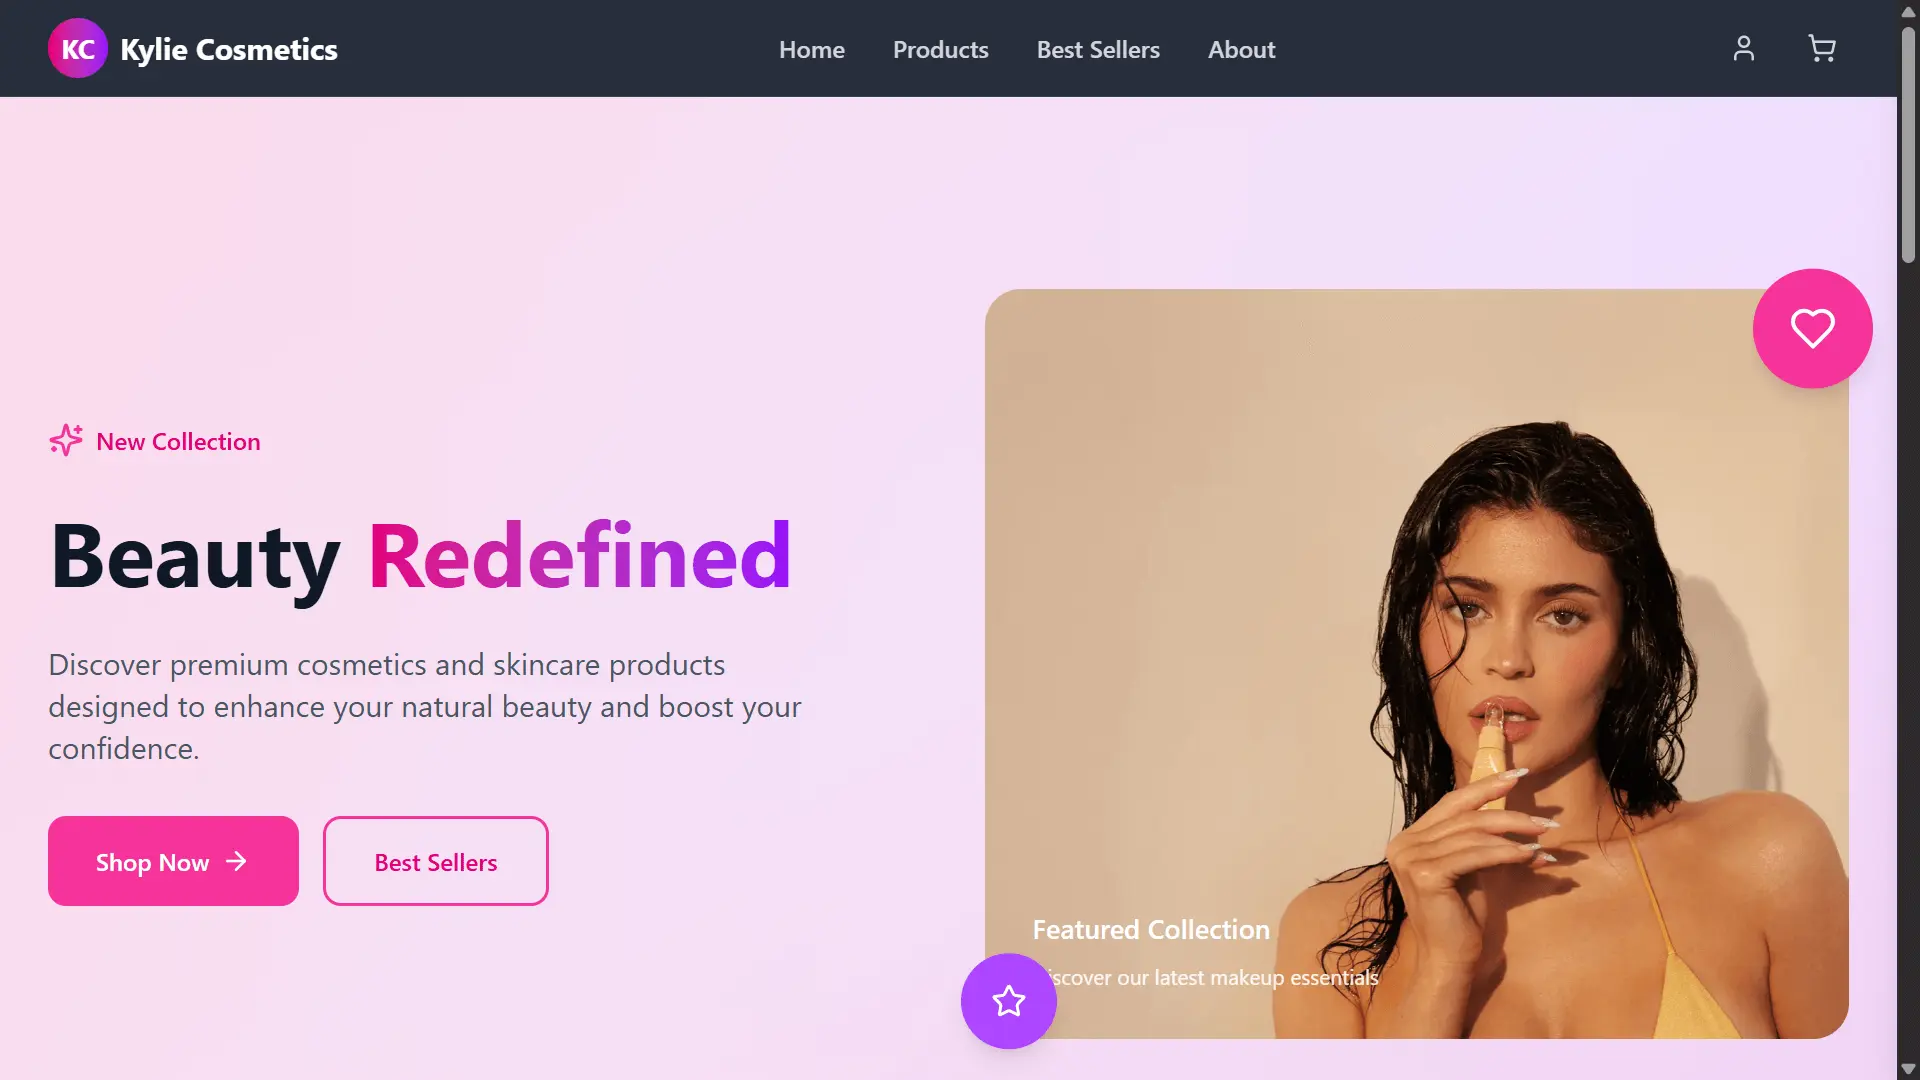 KC Kylie Cosmetics
Home Products Best Sellers About
New Collection
Beauty Redefined
Discover premium cosmetics and skincare products
designed to enhance your natural beauty and boost your
confidence.
Shop Now
Best Sellers
Featured Collection
iscover our latest makeup essentials